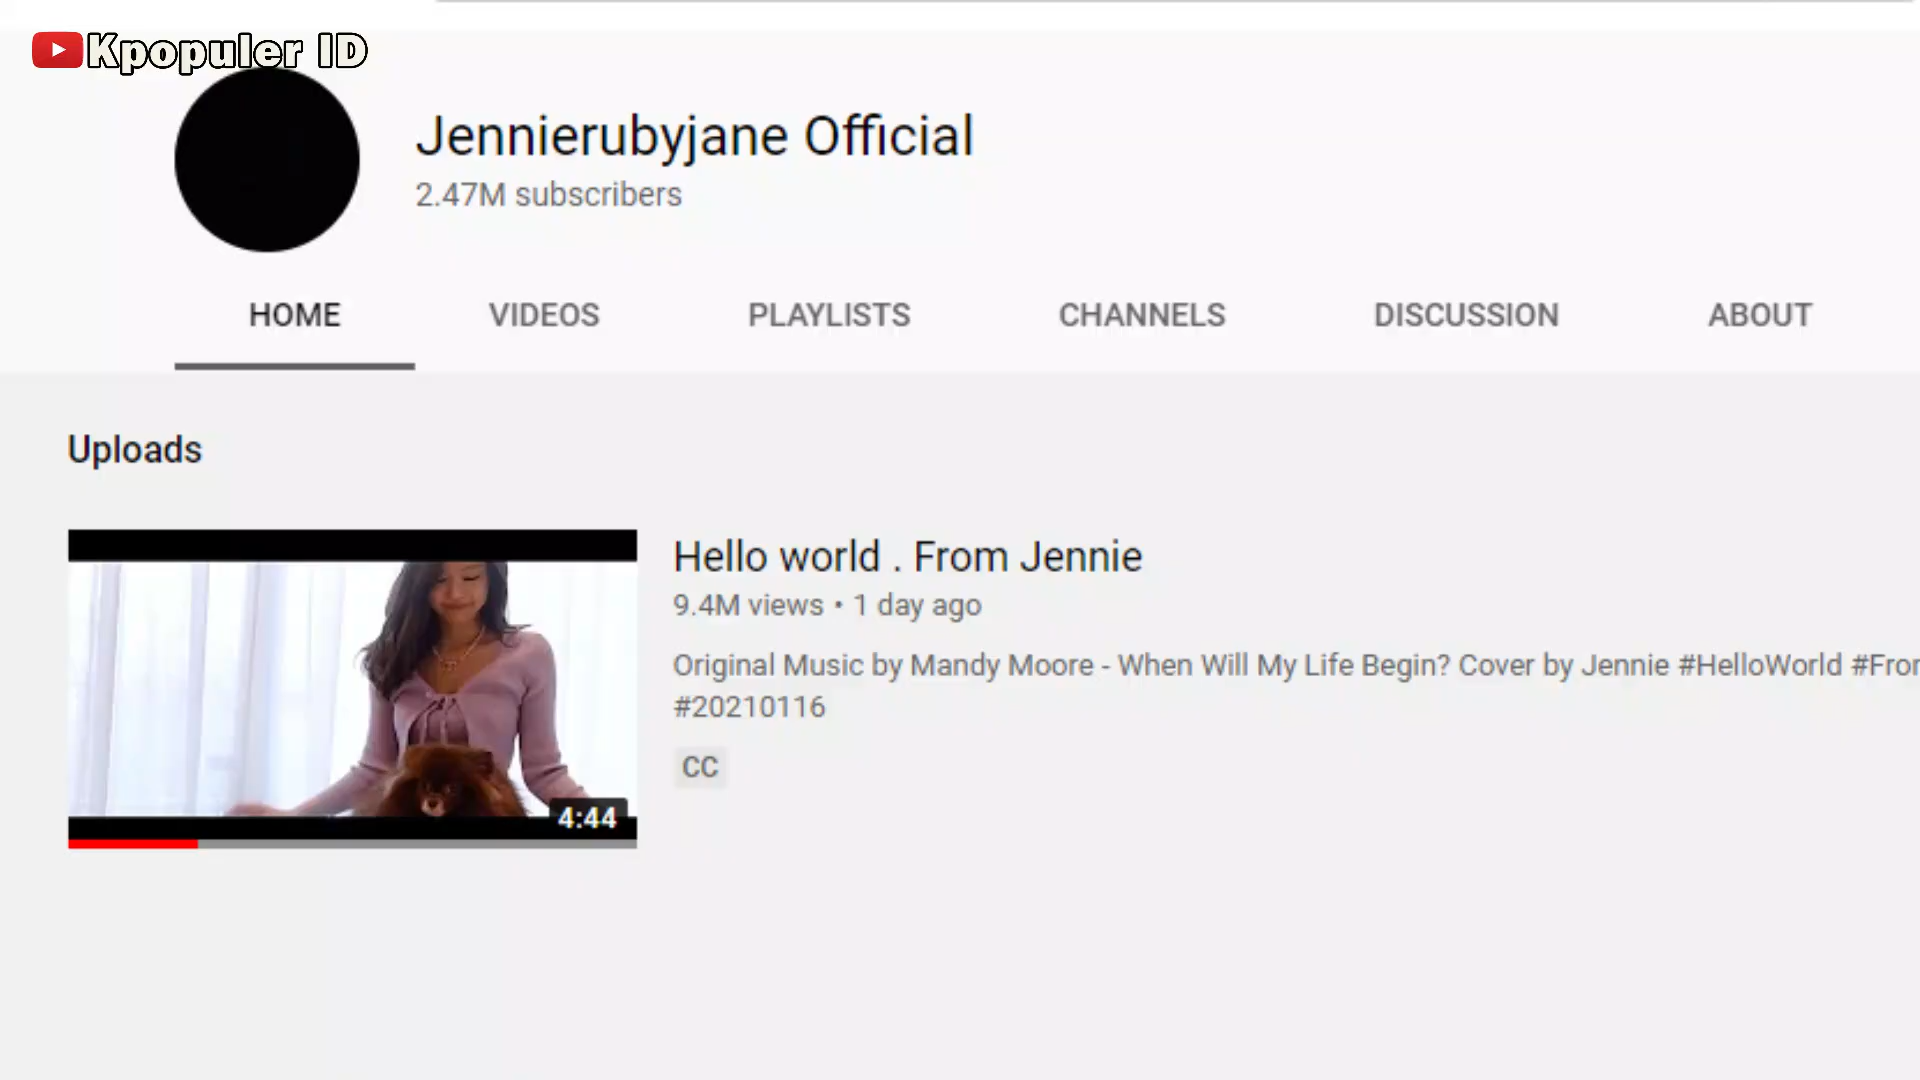 Kpopuler ID
Jennierubyjane Official
2.47M subscribers
HOME VIDEOS PLAYLISTS CHANNELS DISCUSSION ABOUT
Uploads
Hello world . From Jennie
9.4M views • 1 day ago
Original Music by Mandy Moore - When Will My Life Begin? Cover by Jennie #HelloWorld
#20210116
CC
4:44